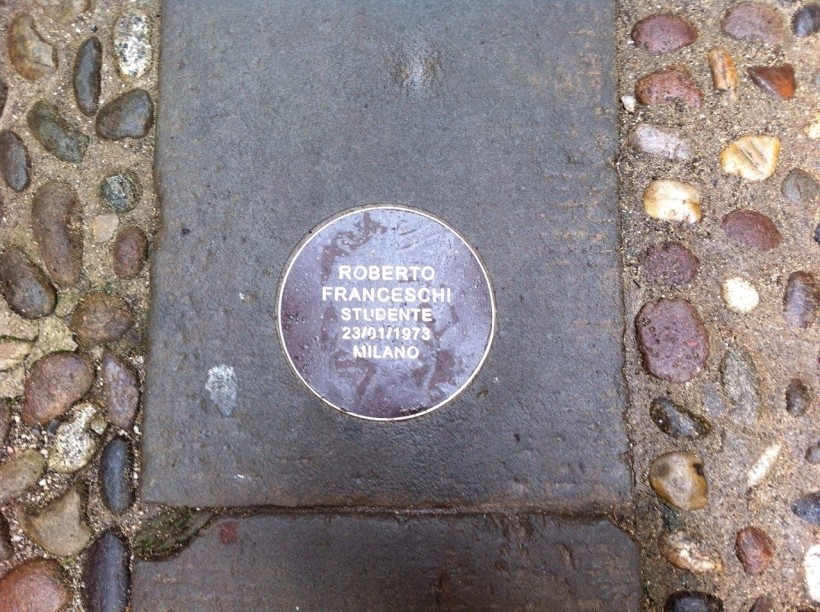 ROBERTO
FRANCESCHI
STUDENTE
23/01/1973
MILANO